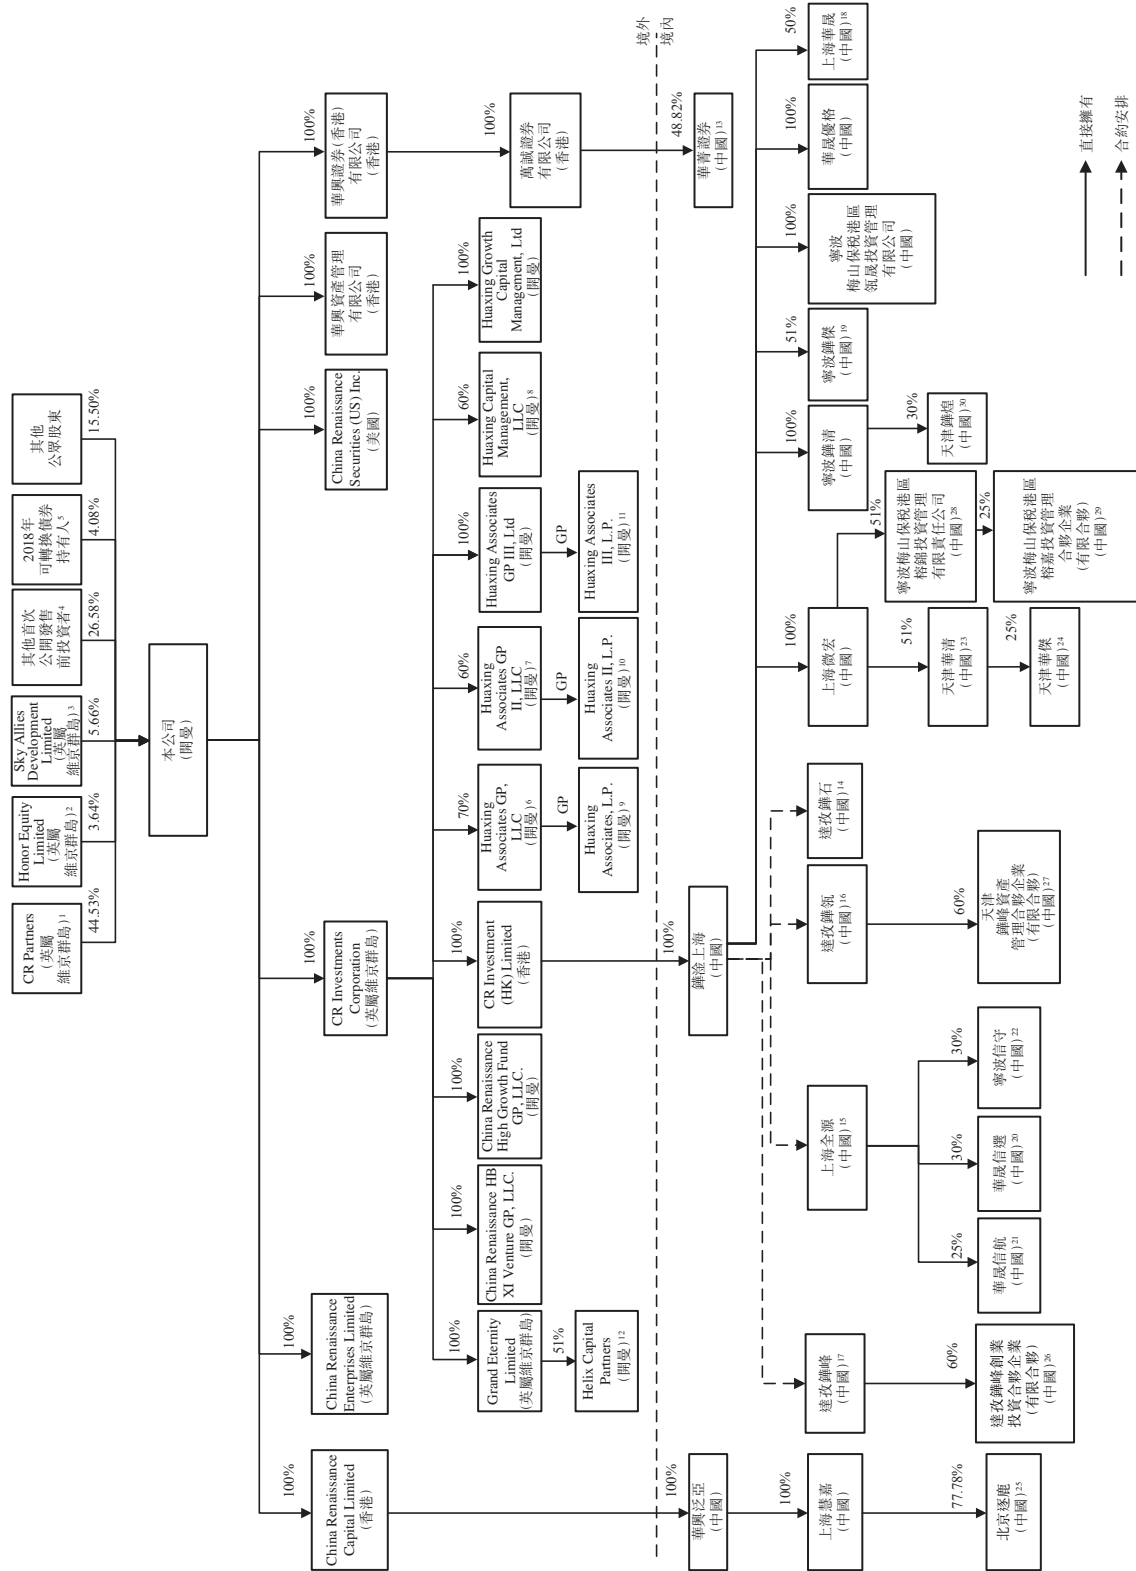 CR Partners
(英屬
維京群島)1
44.53%
Honor Equity
Limited
(英屬
維京群島)2
3.64%
Sky Allies
Development
Limited
(英屬
維京群島)3
5.66%
其他首次
公開發售
前投資者4
26.58%
2018年
可轉換債券
持有人5
4.08%
其他
公眾股東
15.50%
本公司
(開曼)
100%
China Renaissance
Capital Limited
(香港)
100%
China Renaissance
Enterprises Limited
(英屬維京群島)
100%
CR Investments
Corporation
(英屬維京群島)
100%
China Renaissance
Securities (US) Inc.
(美國)
100%
華興資產管理
有限公司
(香港)
100%
華興證券(香港)
有限公司
(香港)
100%
Grand Eternity
Limited
(英屬維京群島)
100%
China Renaissance HB
XI Venture GP, LLC.
(開曼)
100%
China Renaissance
High Growth Fund
GP, LLC.
(開曼)
100%
CR Investment
(HK) Limited
(香港)
70%
Huaxing
Associates GP,
LLC
(開曼)6
60%
Huaxing
Associates GP
II, LLC
(開曼)7
100%
Huaxing Associates
GP III, Ltd
(開曼)
60%
Huaxing Capital
Management,
LLC
(開曼)8
100%
Huaxing Growth
Capital
Management, Ltd
(開曼)
100%
萬誠證券
有限公司
(香港)
51%
Helix Capital
Partners
(開曼)12
GP
Huaxing
Associates, L.P.
(開曼)9
GP
Huaxing
Associates II, L.P.
(開曼)10
GP
Huaxing Associates
III, L.P.
(開曼)11
境外
境內
100%
華興泛亞
(中國)
100%
鏵淦上海
(中國)
48.82%
華菁證券
(中國)13
100%
上海慧嘉
(中國)
達孜鏵峰
(中國)17
上海全源
(中國)15
達孜鏵瓴
(中國)16
達孜鏵石
(中國)14
100%
上海微宏
(中國)
100%
寧波鏵清
(中國)
51%
寧波鏵傑
(中國)19
100%
寧波
梅山保税港區
瓴晟投資管理
有限公司
(中國)
100%
華晟優格
(中國)
50%
上海華晟
(中國)18
77.78%
北京逐鹿
(中國)25
60%
達孜鏵峰創業
投資合夥企業
(有限合夥)
(中國)26
25%
華晟信航
(中國)21
30%
華晟信選
(中國)20
30%
寧波信守
(中國)22
60%
天津
鏵峰資產
管理合夥企業
(有限合夥)
(中國)27
51%
天津華清
(中國)23
25%
天津華傑
(中國)24
51%
寧波梅山保税港區
榕錦投資管理
有限責任公司
(中國)28
25%
寧波梅山保税港區
榕嘉投資管理
合夥企業
(有限合夥)
(中國)29
30%
天津鏵煌
(中國)30
直接擁有
合約安排